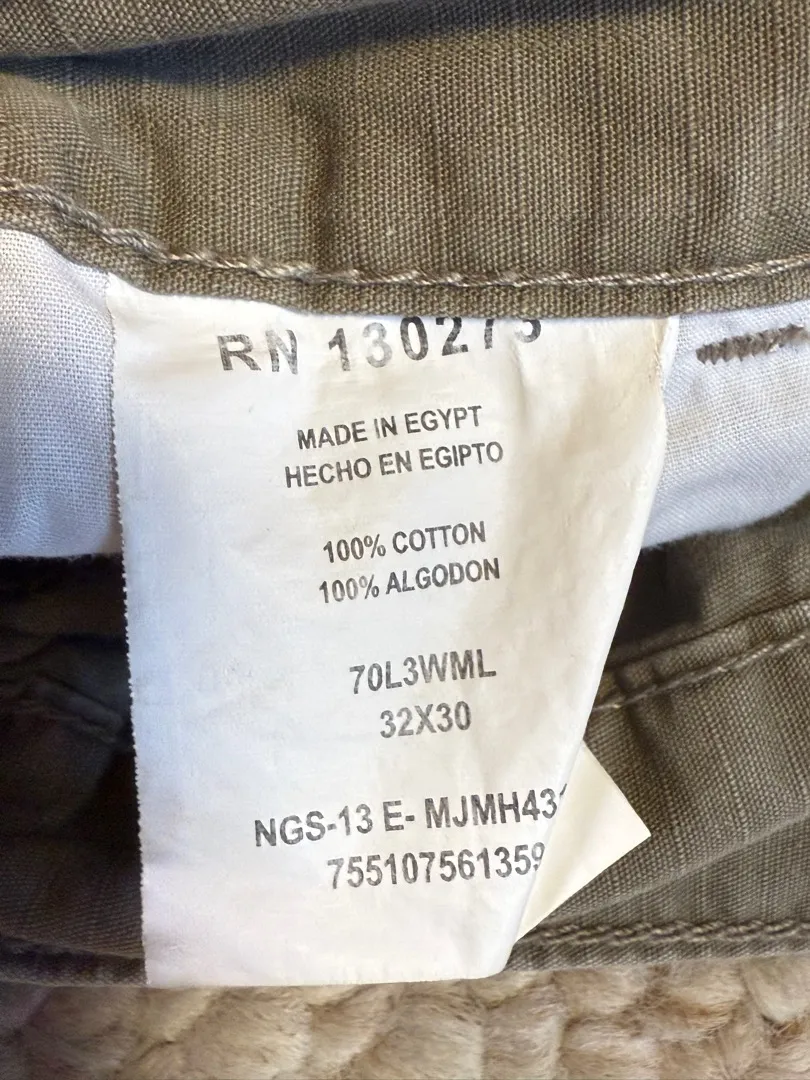 RN 130273
MADE IN EGYPT
HECHO EN EGIPTO
100% COTTON
100% ALGODON
70L3WML
32X30
NGS-13 E- MJMH431
755107561359